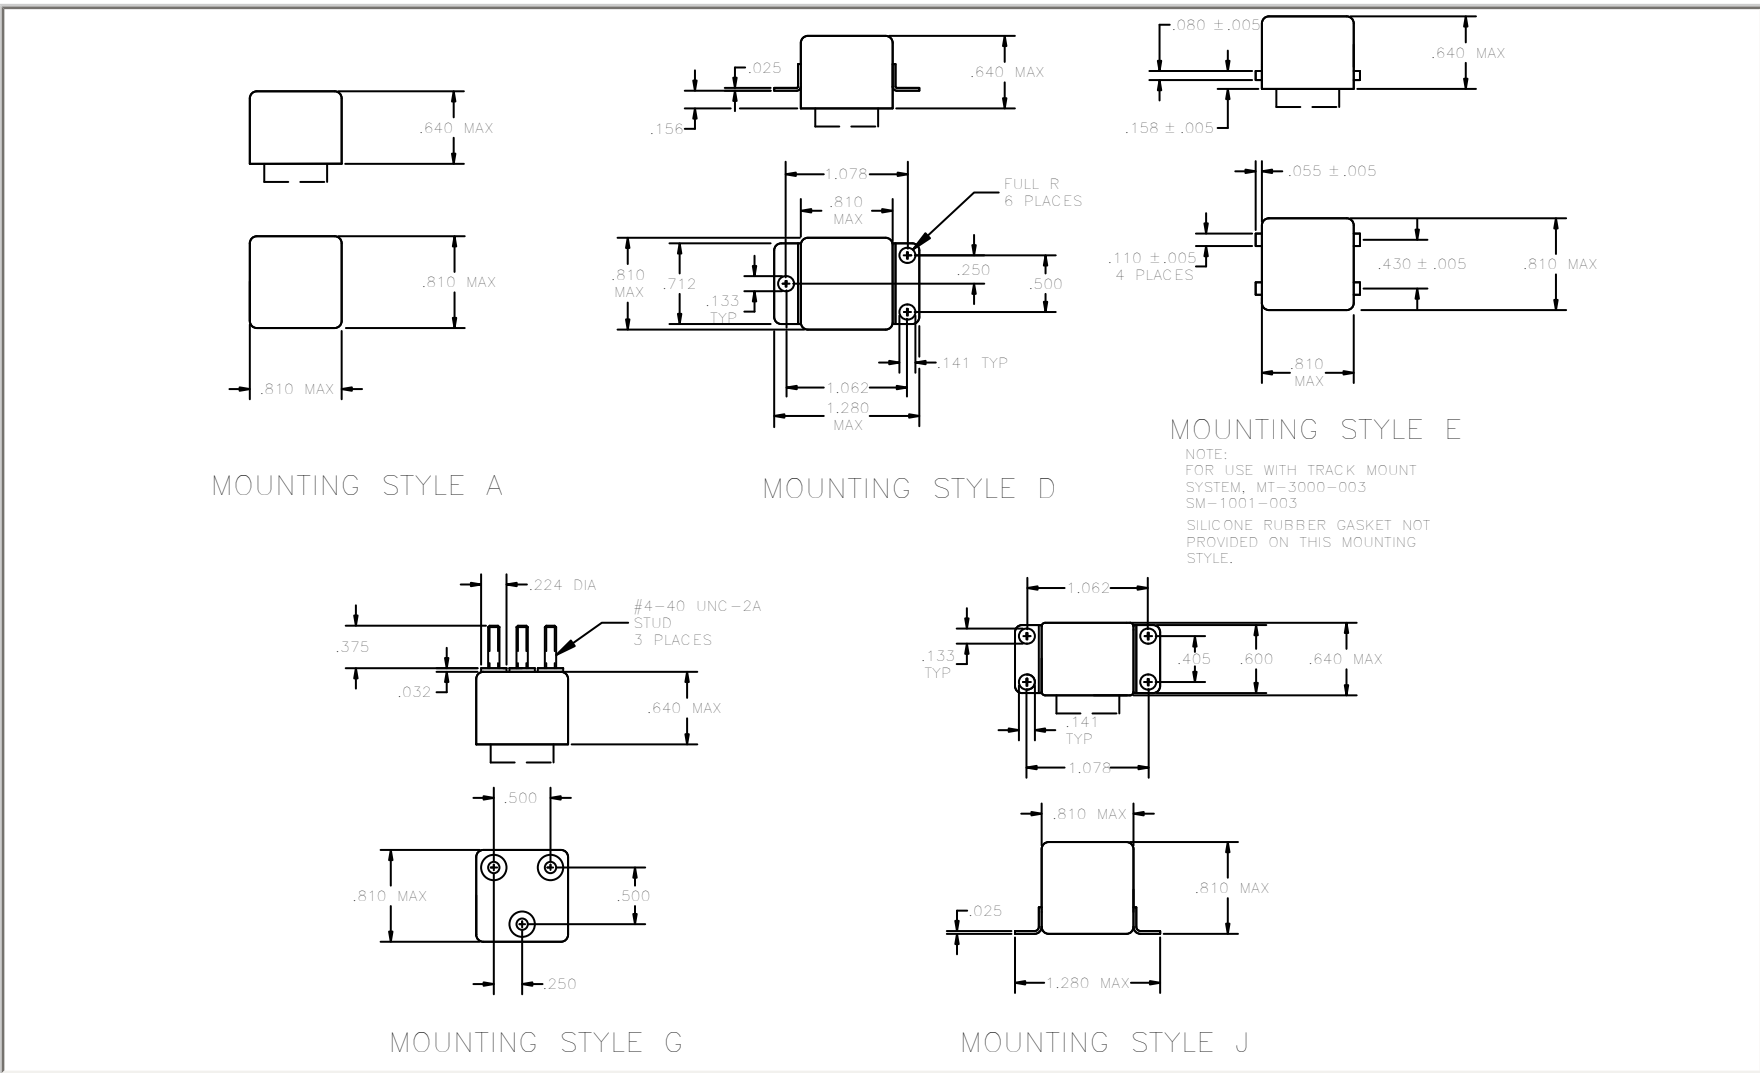 .640 MAX
.810 MAX
.810 MAX
MOUNTING STYLE A
.025
.640 MAX
.156
1.078
FULL R
6 PLACES
.810
MAX
.810
MAX
.712
.133
TYP
.250
.500
.141 TYP
1.062
1.280
MAX
MOUNTING STYLE D
.080 ±.005
.640 MAX
.158 ±.005
.055 ±.005
.110 ±.005
4 PLACES
.430 ±.005
.810 MAX
.810
MAX
MOUNTING STYLE E
NOTE:
FOR USE WITH TRACK MOUNT
SYSTEM, MT-3000-003
SM-1001-003
SILICONE RUBBER GASKET NOT
PROVIDED ON THIS MOUNTING
STYLE.
.224 DIA
#4-40 UNC-2A
STUD
3 PLACES
.375
.032
.640 MAX
.500
.810 MAX
.500
.250
MOUNTING STYLE G
1.062
.133
TYP
.405
.600
.640 MAX
.141
TYP
1.078
.810 MAX
.810 MAX
.025
1.280 MAX
MOUNTING STYLE J